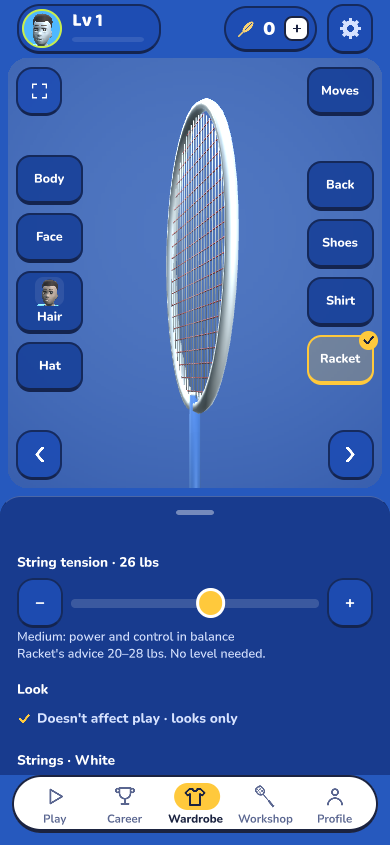 Lv 1
0
+
Moves
Body
Back
Face
Shoes
Hair
Shirt
Hat
Racket
String tension · 26 lbs
−
+
Medium: power and control in balance
Racket's advice 20–28 lbs. No level needed.
Look
Doesn't affect play · looks only
Strings · White
Play
Career
Wardrobe
Workshop
Profile